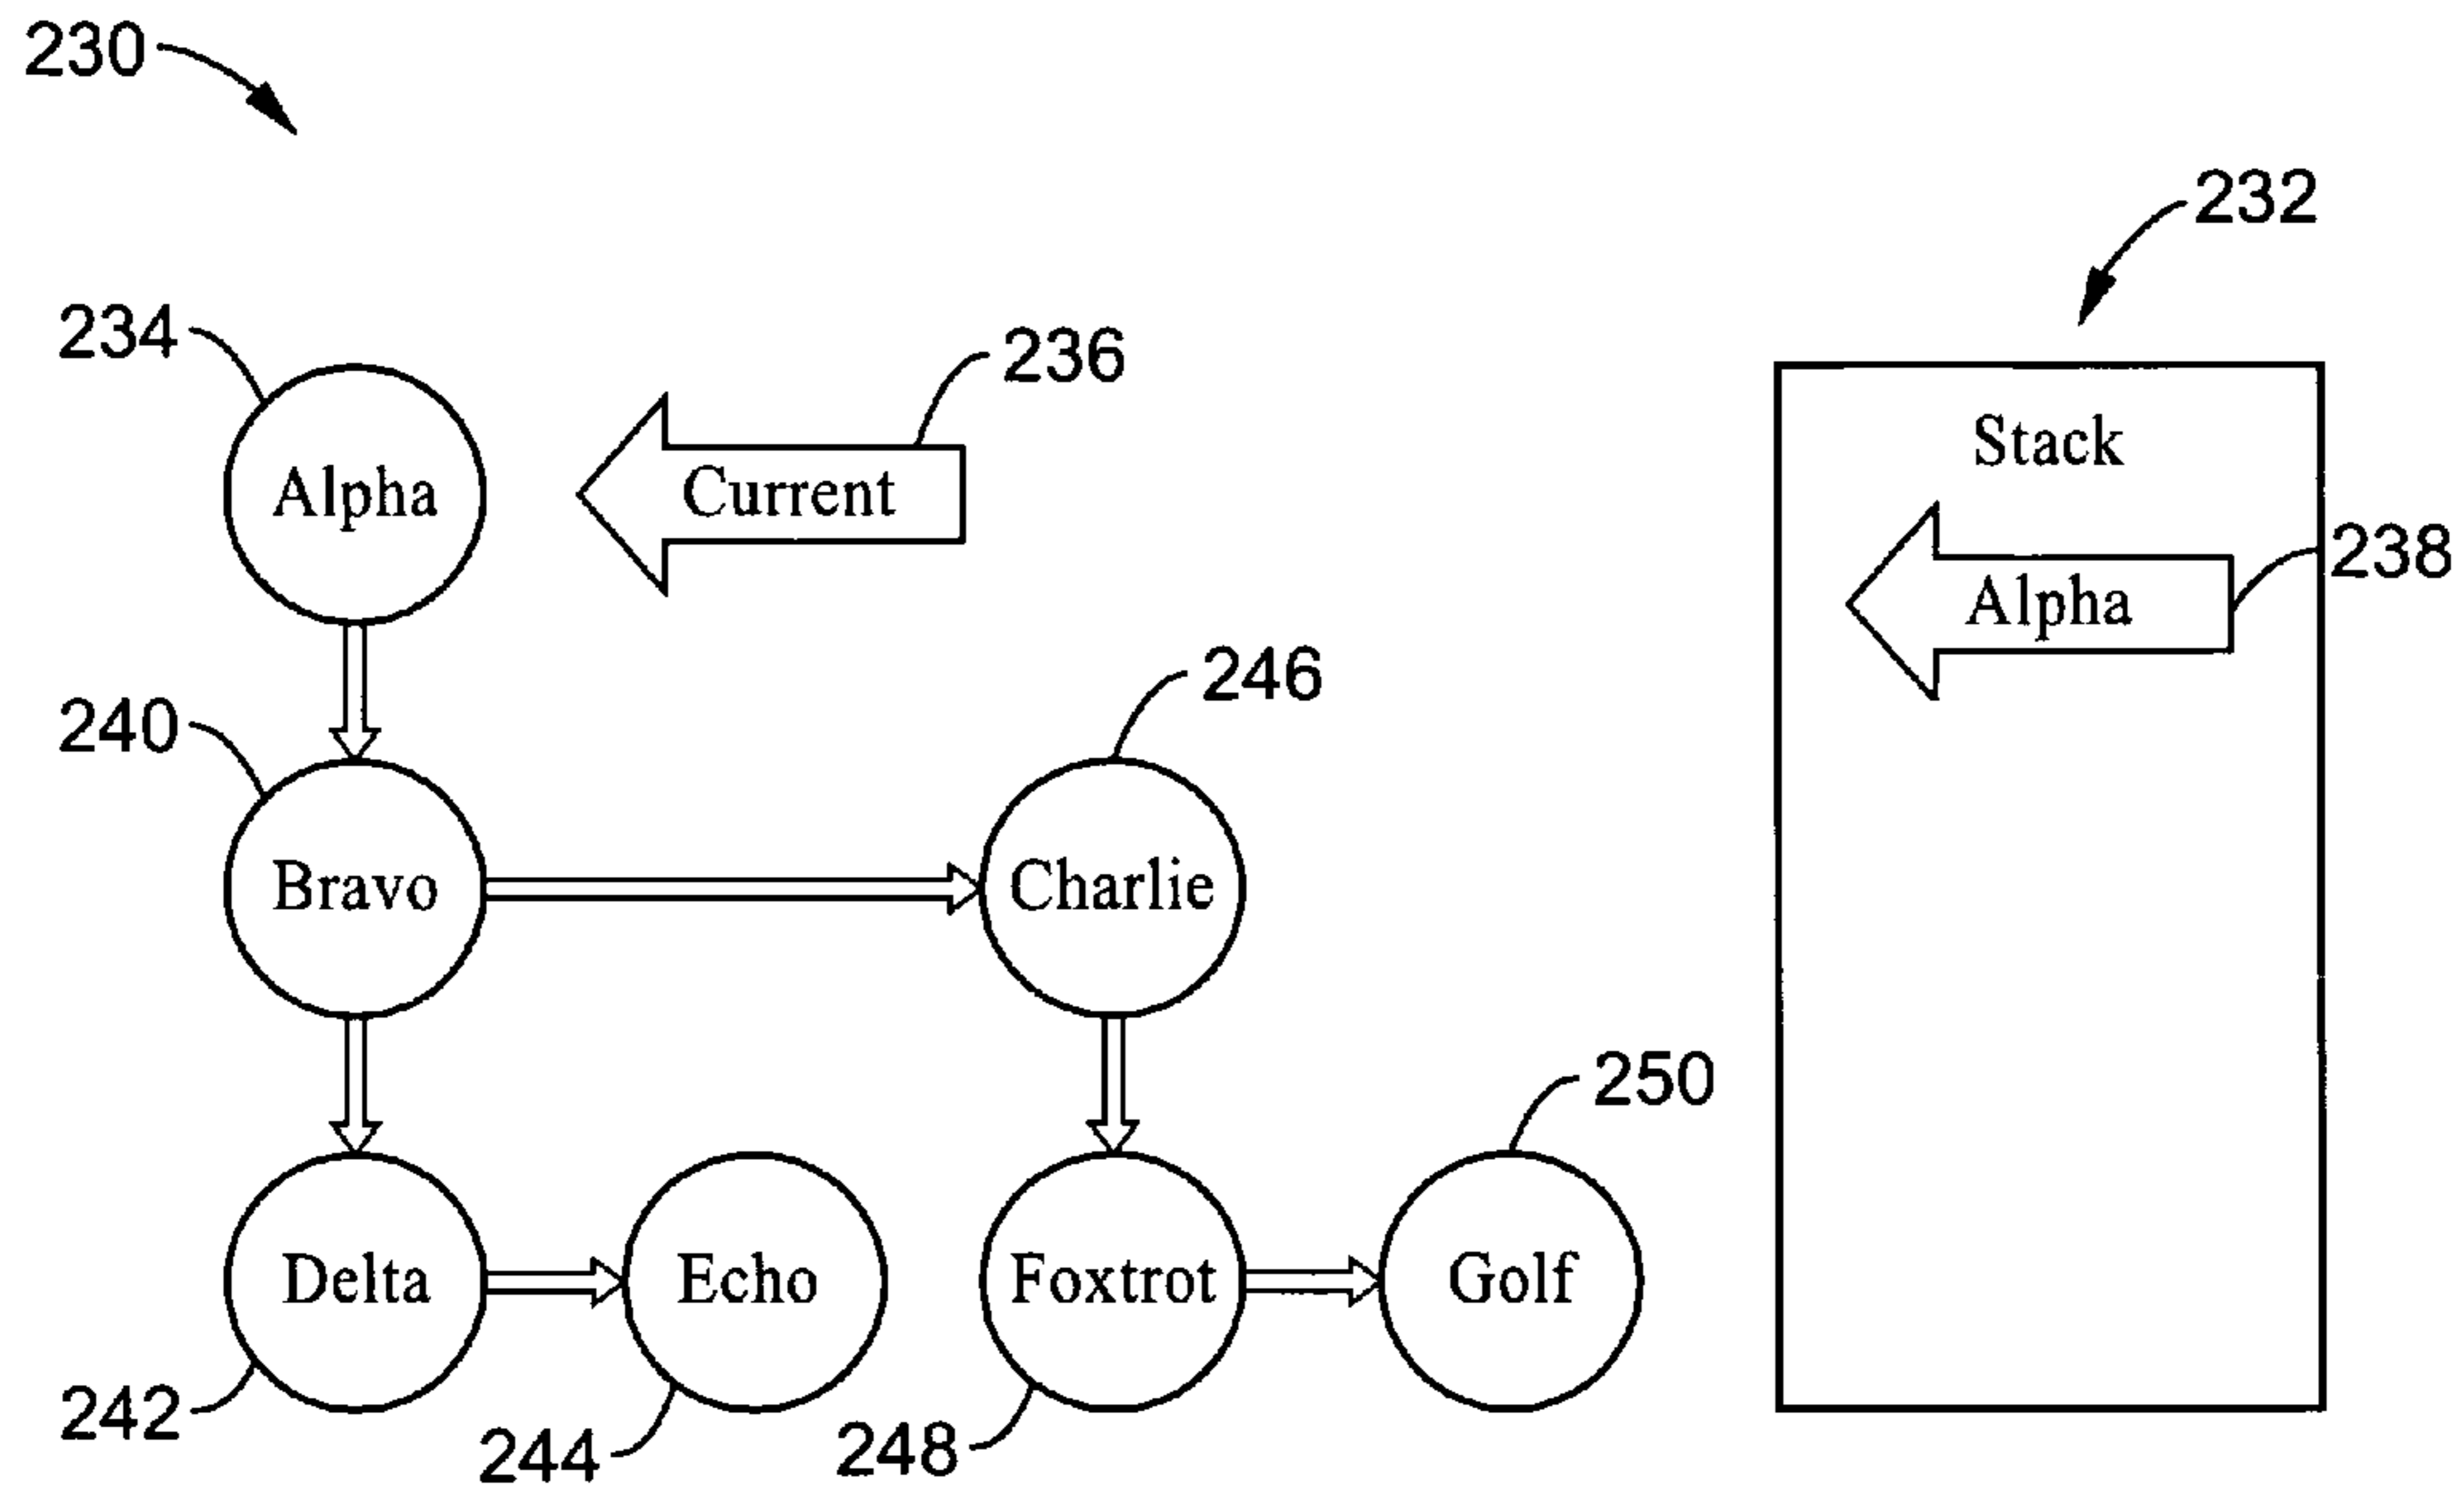 230
232
234
236
Stack
Alpha
Current
238
Alpha
246
240
Bravo
Charlie
250
Delta
Echo
Foxtrot
Golf
242
244
248